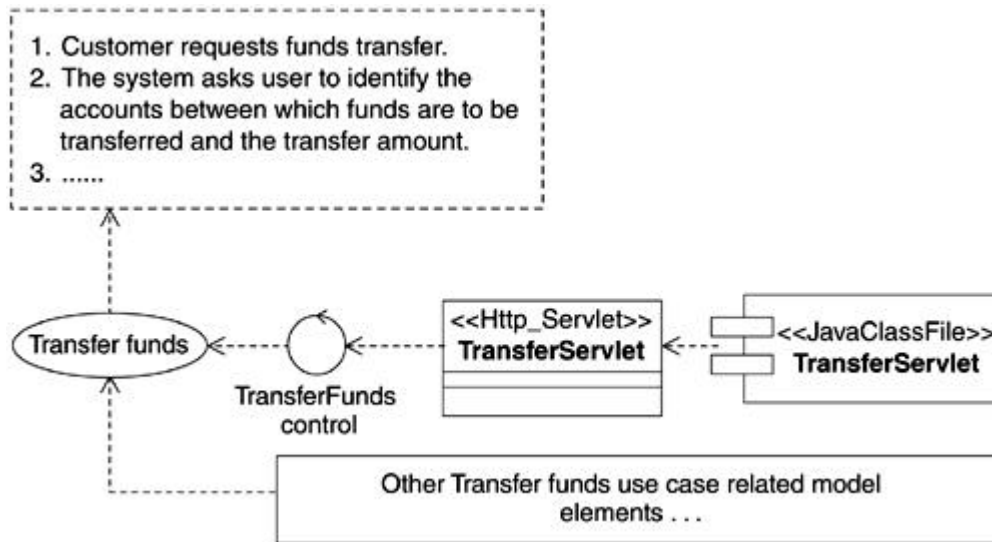 1. Customer requests funds transfer.
2. The system asks user to identify the
accounts between which funds are to be
transferred and the transfer amount.
3. ......
Transfer funds
TransferFunds
control
<<Http_Servlet>>
TransferServlet
<<JavaClassFile>>
TransferServlet
Other Transfer funds use case related model
elements . . .